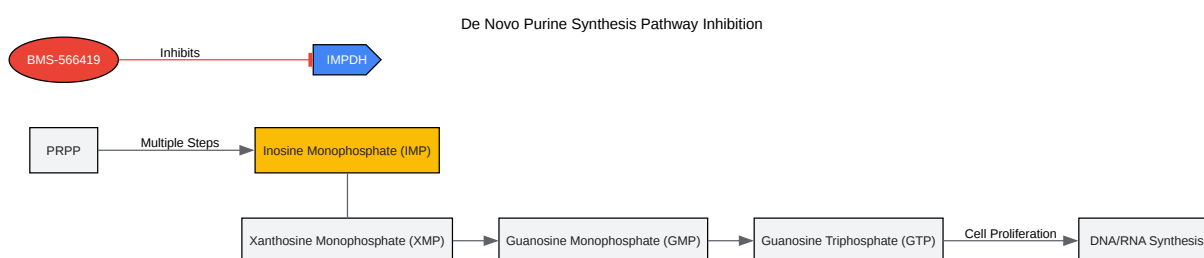 De Novo Purine Synthesis Pathway Inhibition
BMS-566419
Inhibits
IMPDH
PRPP
Multiple Steps
Inosine Monophosphate (IMP)
Xanthosine Monophosphate (XMP)
Guanosine Monophosphate (GMP)
Guanosine Triphosphate (GTP)
Cell Proliferation
DNA/RNA Synthesis